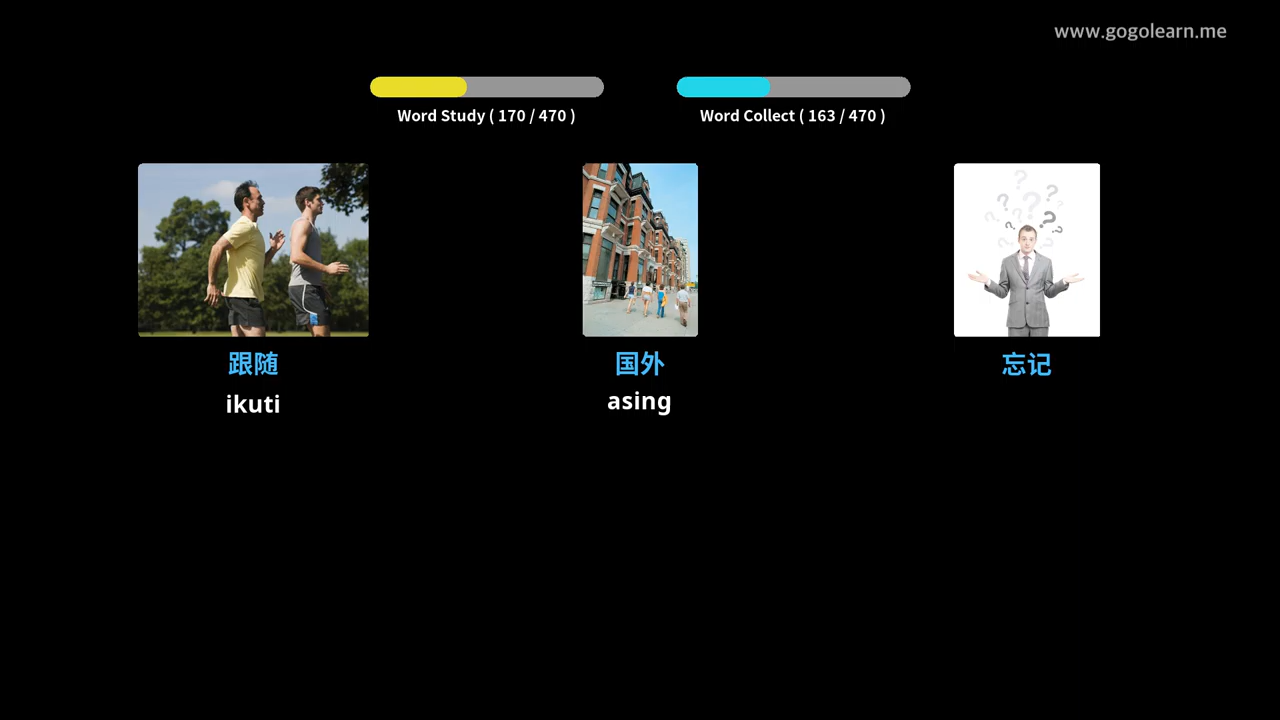 www.gogolearn.me
Word Study ( 170 / 470 )
Word Collect ( 163 / 470 )
跟随
国外
忘记
ikuti
asing